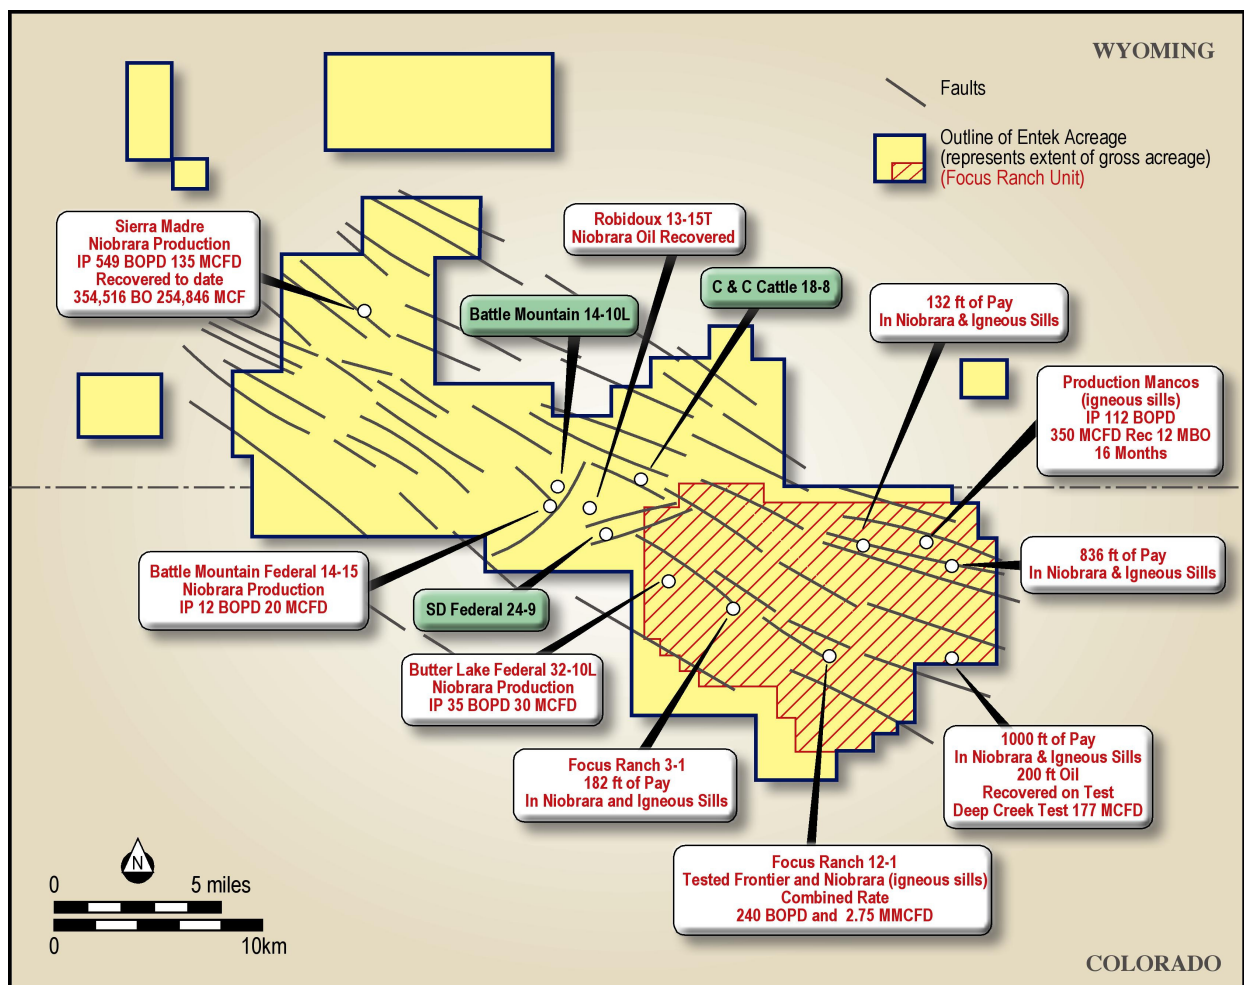 WYOMING
Faults
Outline of Entek Acreage
(represents extent of gross acreage)
(Focus Ranch Unit)
Sierra Madre
Niobrara Production
IP 549 BOPD 135 MCFD
Recovered to date
354,516 BO 254,846 MCF
Robidoux 13-15T
Niobrara Oil Recovered
C & C Cattle 18-8
Battle Mountain 14-10L
132 ft of Pay
In Niobrara & Igneous Sills
Production Mancos
(igneous sills)
IP 112 BOPD
350 MCFD Rec 12 MBO
16 Months
836 ft of Pay
In Niobrara & Igneous Sills
Battle Mountain Federal 14-15
Niobrara Production
IP 12 BOPD 20 MCFD
SD Federal 24-9
Butter Lake Federal 32-10L
Niobrara Production
IP 35 BOPD 30 MCFD
Focus Ranch 3-1
182 ft of Pay
In Niobrara and Igneous Sills
1000 ft of Pay
In Niobrara & Igneous Sills
200 ft Oil
Recovered on Test
Deep Creek Test 177 MCFD
Focus Ranch 12-1
Tested Frontier and Niobrara (igneous sills)
Combined Rate
240 BOPD and 2.75 MMCFD
N
0 5 miles
0 10km
COLORADO